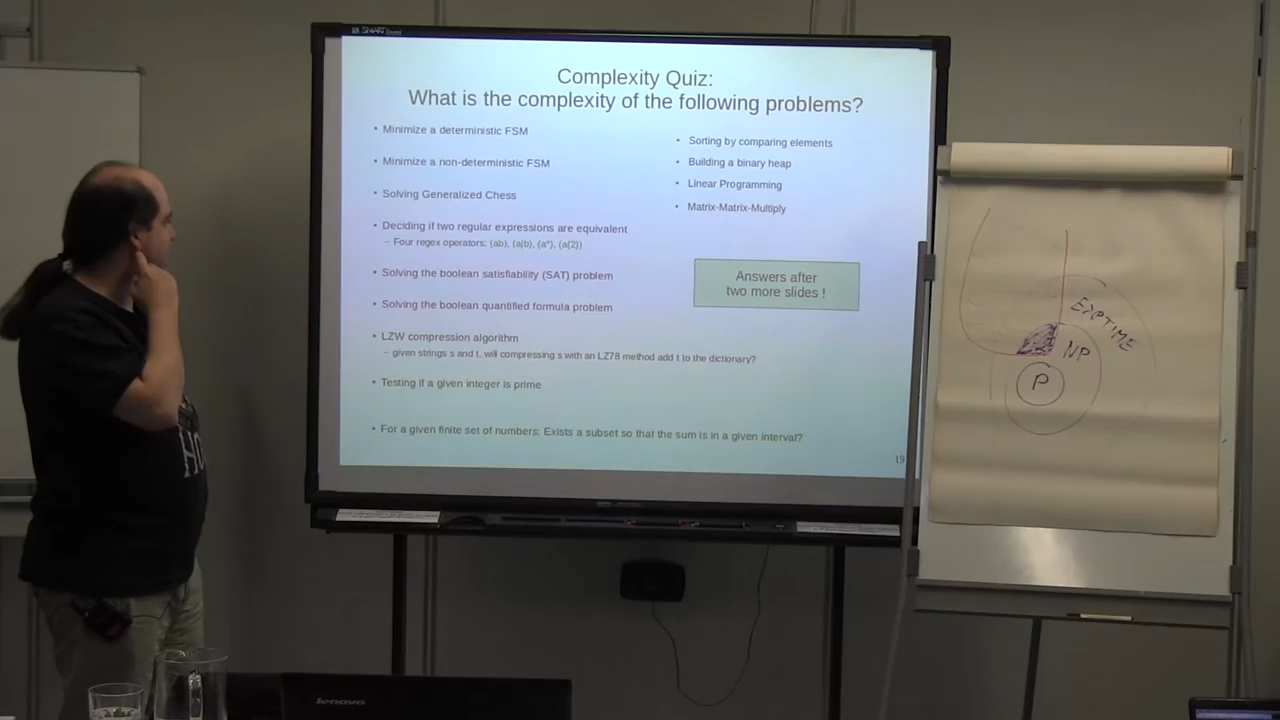 SMART Board
Complexity Quiz:
What is the complexity of the following problems?
• Minimize a deterministic FSM
• Minimize a non-deterministic FSM
• Solving Generalized Chess
• Deciding if two regular expressions are equivalent
– Four regex operators: (ab), (a|b), (a*), (a{2})
• Solving the boolean satisfiability (SAT) problem
• Solving the boolean quantified formula problem
• LZW compression algorithm
– given strings s and t, will compressing s with an LZ78 method add t to the dictionary?
• Testing if a given integer is prime
• For a given finite set of numbers: Exists a subset so that the sum is in a given interval?
• Sorting by comparing elements
• Building a binary heap
• Linear Programming
• Matrix-Matrix-Multiply
Answers after
two more slides !
19
EXPTIME
NP
P
HO
lenovo